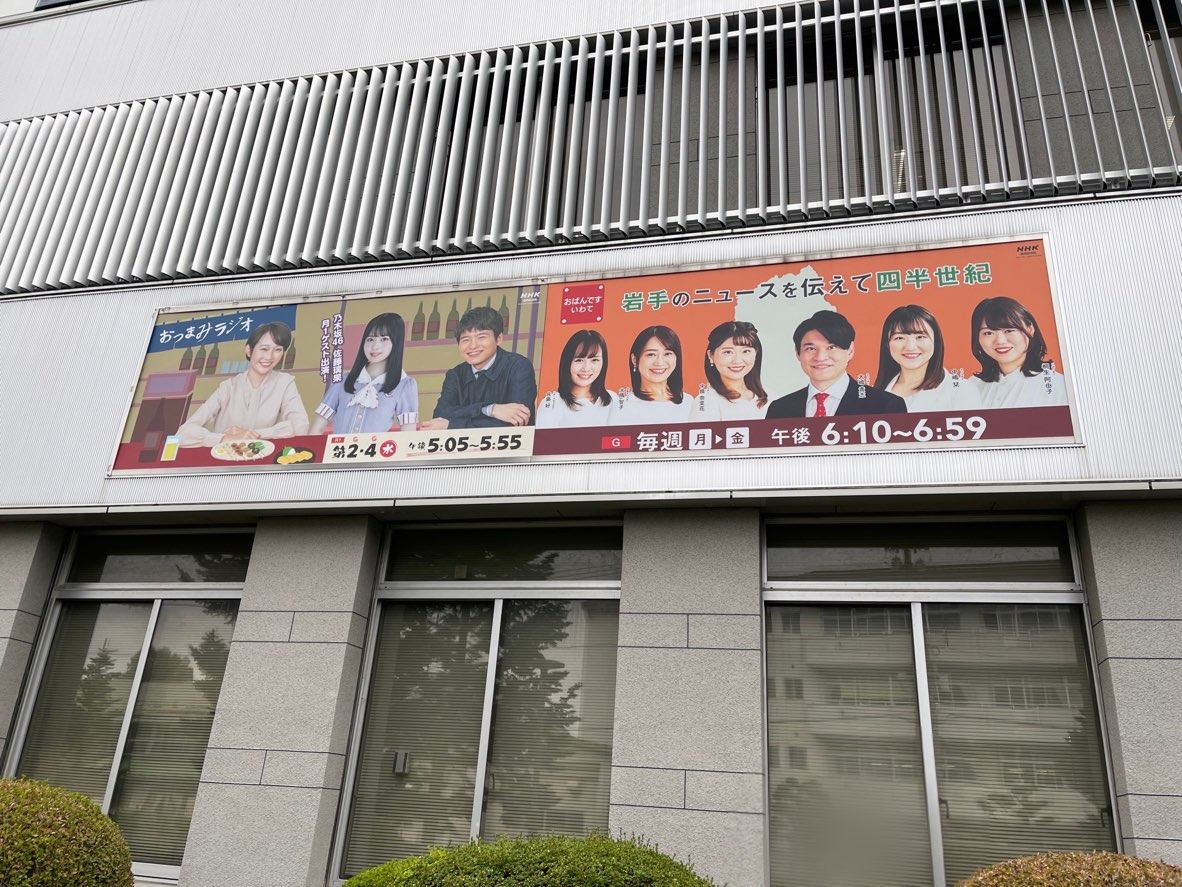 おつまみラジオ
乃木坂46 佐藤璃果
月1ゲスト出演！
NHK
第2・4 水
午後 5:05～5:55
NHK
おばんです
いわて
岩手のニュースを伝えて四半世紀
G 毎週 月 ▶ 金 午後 6:10～6:59